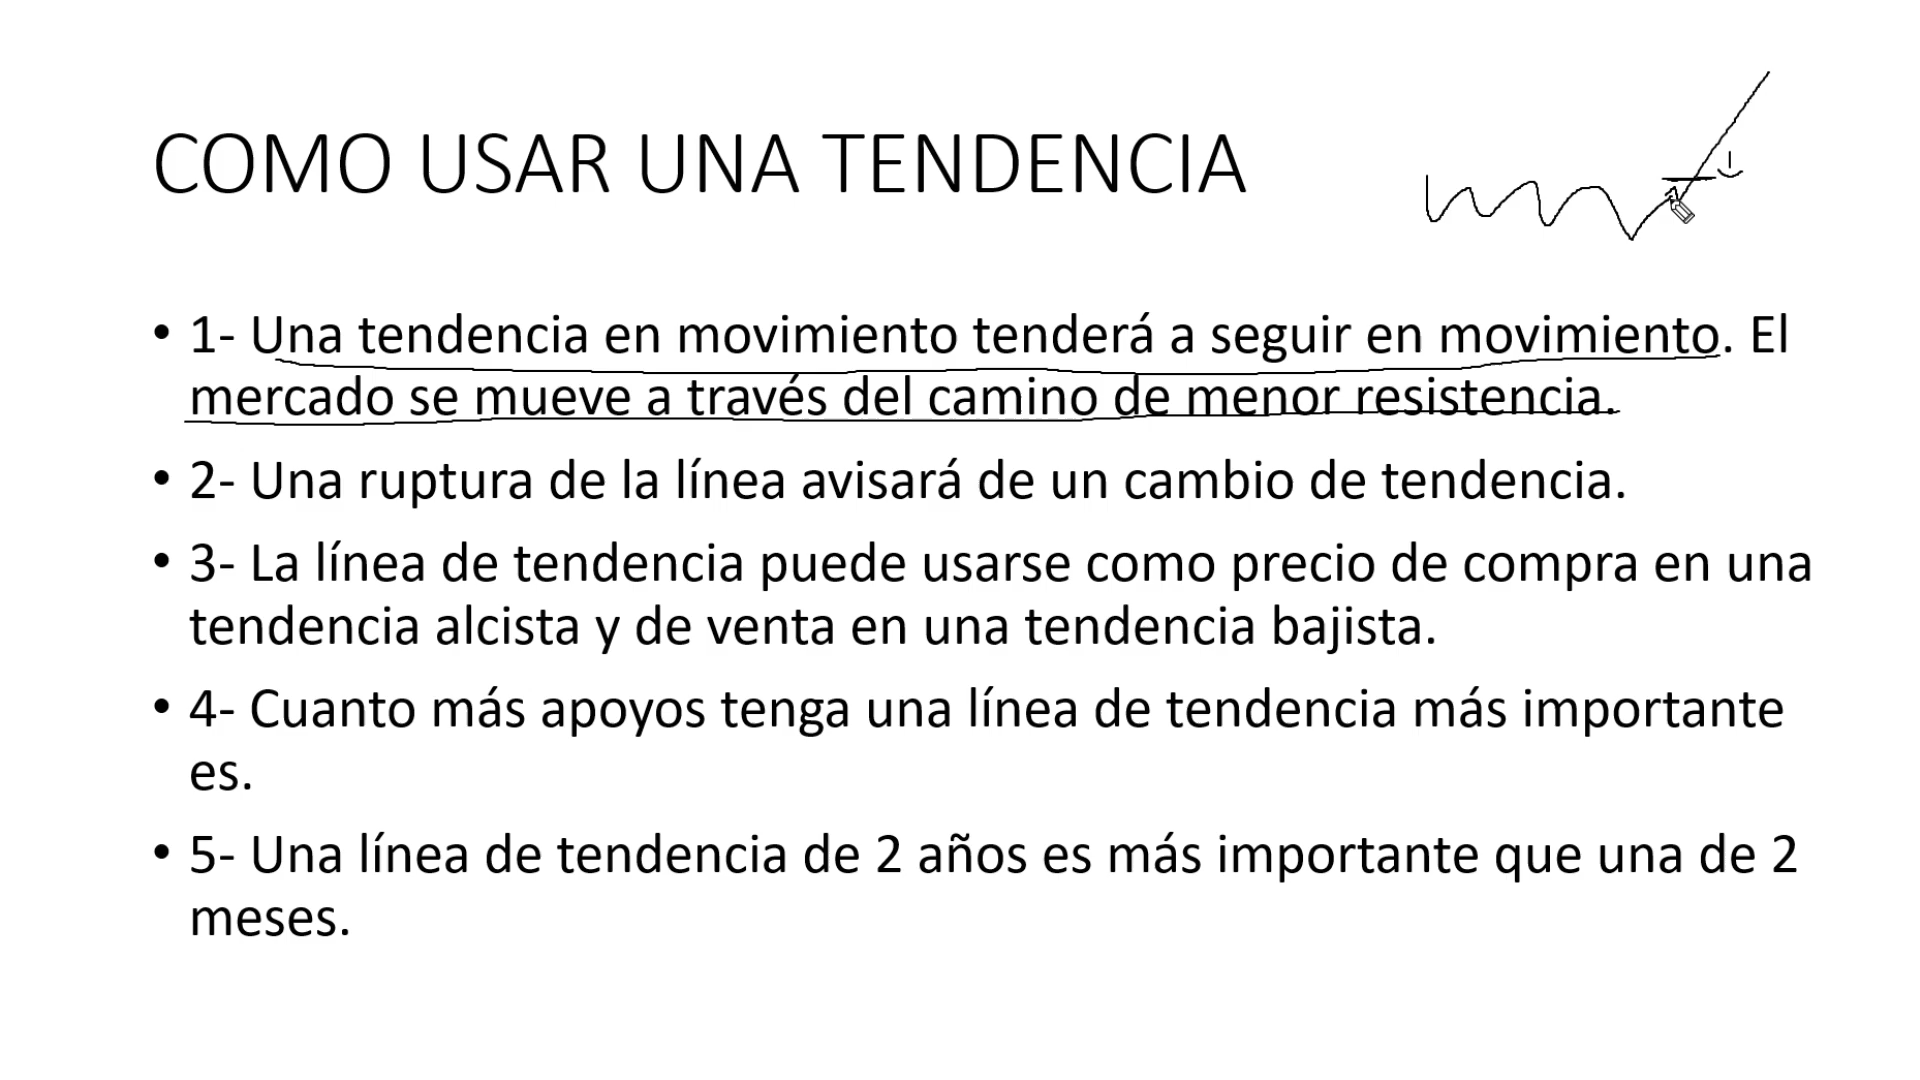 COMO USAR UNA TENDENCIA
• 1- Una tendencia en movimiento tenderá a seguir en movimiento. El
mercado se mueve a través del camino de menor resistencia.
• 2- Una ruptura de la línea avisará de un cambio de tendencia.
• 3- La línea de tendencia puede usarse como precio de compra en una
tendencia alcista y de venta en una tendencia bajista.
• 4- Cuanto más apoyos tenga una línea de tendencia más importante
es.
• 5- Una línea de tendencia de 2 años es más importante que una de 2
meses.